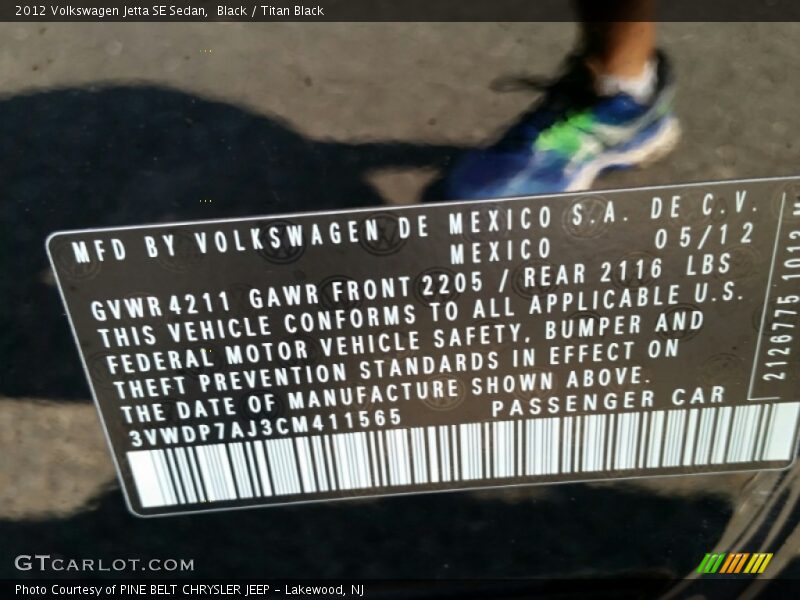 2012 Volkswagen Jetta SE Sedan,  Black / Titan Black
MFD BY VOLKSWAGEN DE MEXICO S.A. DE C.V.
MEXICO 05/12
GVWR 4211 GAWR FRONT 2205 / REAR 2116 LBS
THIS VEHICLE CONFORMS TO ALL APPLICABLE U.S.
FEDERAL MOTOR VEHICLE SAFETY, BUMPER AND
THEFT PREVENTION STANDARDS IN EFFECT ON
THE DATE OF MANUFACTURE SHOWN ABOVE.
3VWDP7AJ3CM411565 PASSENGER CAR
2126775 1012
GTCARLOT.COM
Photo Courtesy of PINE BELT CHRYSLER JEEP - Lakewood, NJ